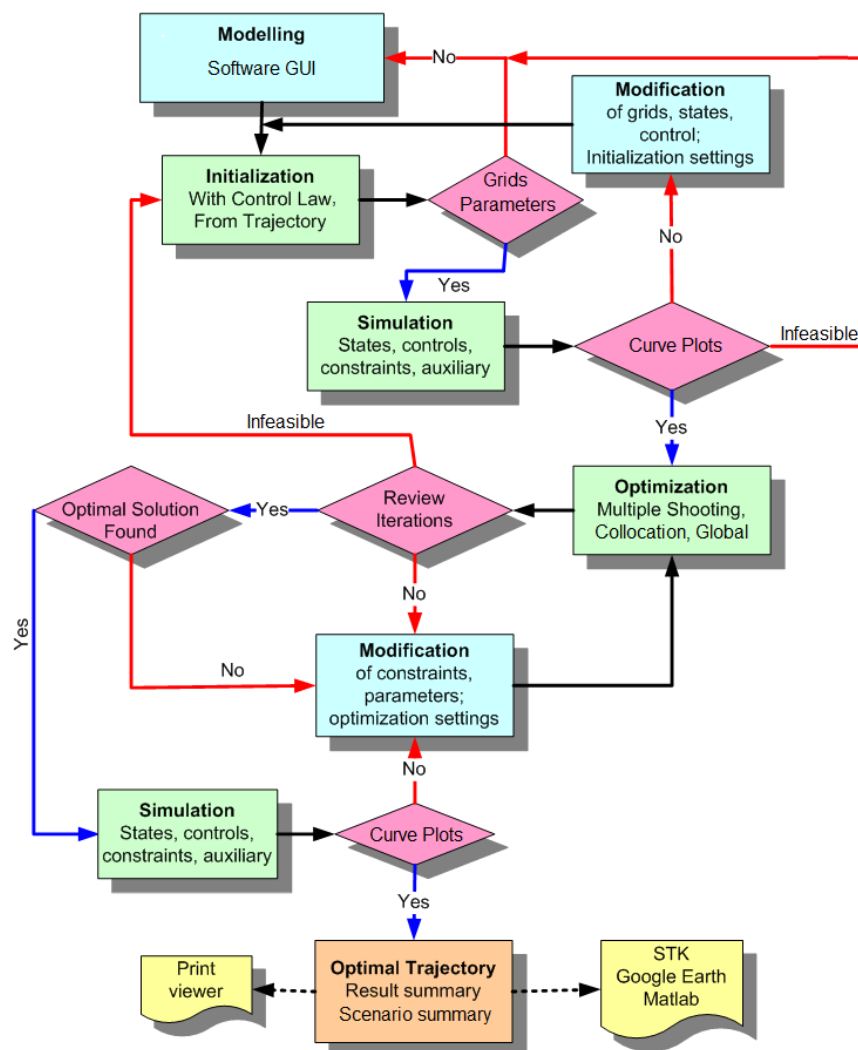 Modelling
Software GUI
No
Modification
of grids, states,
control;
Initialization settings
Initialization
With Control Law,
From Trajectory
Grids
Parameters
No
Yes
Simulation
States, controls,
constraints, auxiliary
Curve Plots
Infeasible
Infeasible
Yes
Optimal Solution
Found
Yes
Review
Iterations
Optimization
Multiple Shooting,
Collocation, Global
No
Yes
No
Modification
of constraints,
parameters;
optimization settings
No
Simulation
States, controls,
constraints, auxiliary
Curve Plots
Yes
Print
viewer
Optimal Trajectory
Result summary
Scenario summary
STK
Google Earth
Matlab